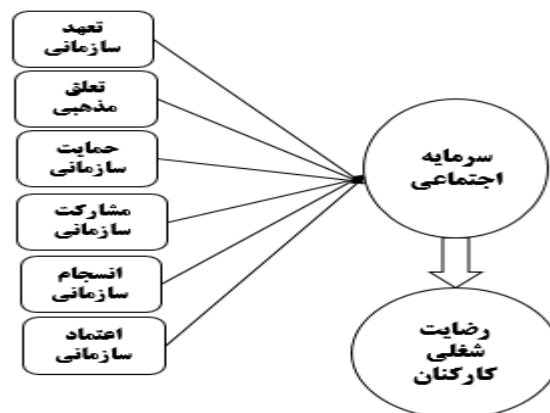 تعهد
سازمانی
تعلق
مذهبی
حمایت
سازمانی
مشارکت
سازمانی
انسجام
سازمانی
اعتماد
سازمانی
سرمایه
اجتماعی
رضایت
شغلی
کارکنان